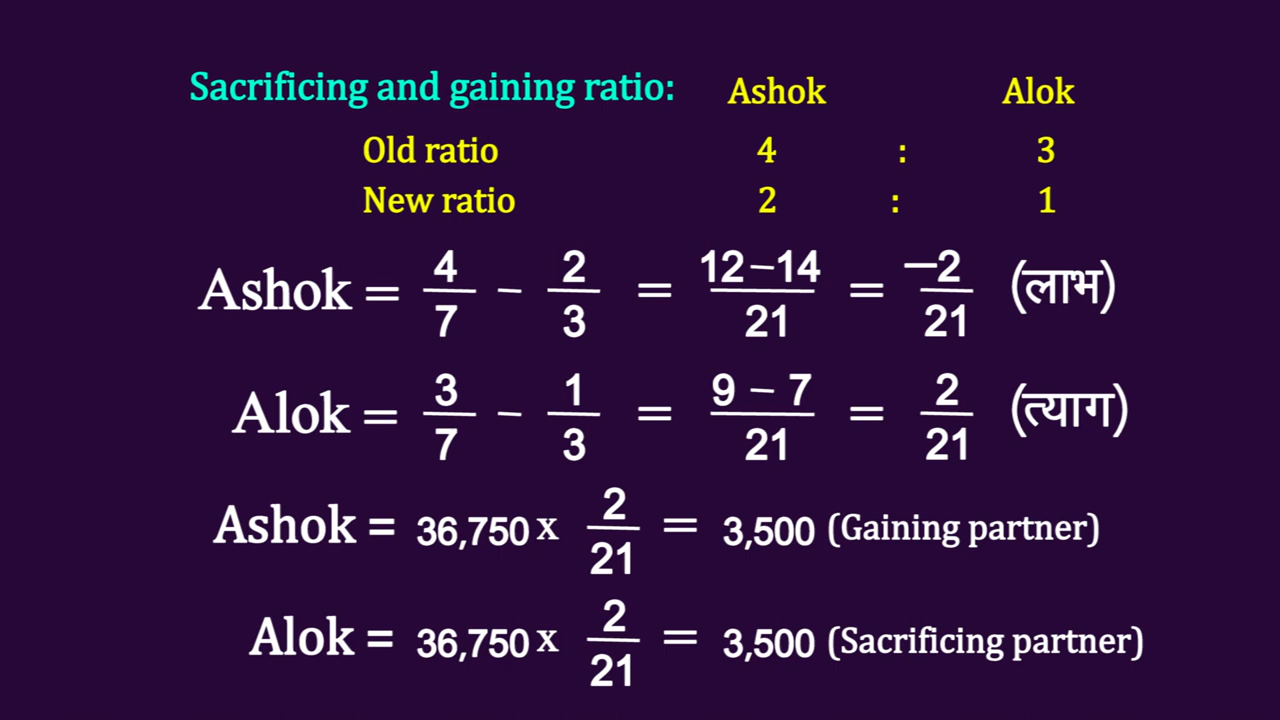 Sacrificing and gaining ratio: Ashok Alok
Old ratio 4 : 3
New ratio 2 : 1
Ashok = 4/7 - 2/3 = 12-14/21 = -2/21 (लाभ)
Alok = 3/7 - 1/3 = 9 - 7/21 = 2/21 (त्याग)
Ashok = 36,750 x 2/21 = 3,500 (Gaining partner)
Alok = 36,750 x 2/21 = 3,500 (Sacrificing partner)